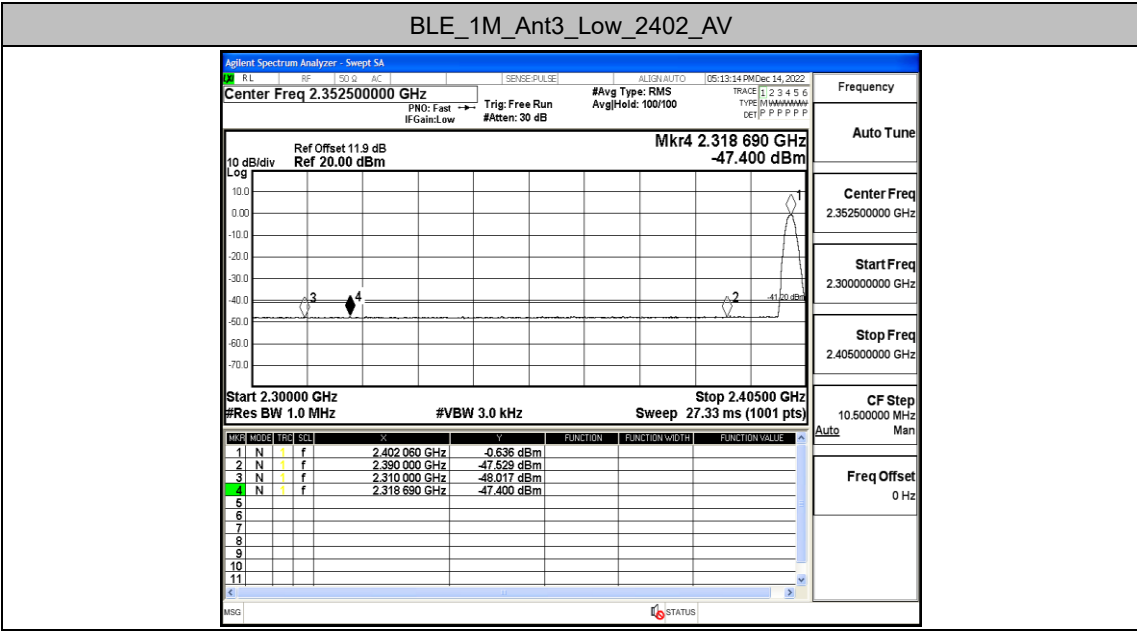 BLE_1M_Ant3_Low_2402_AV
Agilent Spectrum Analyzer - Swept SA
LXI RL RF 50 Ω AC SENSE:PULSE ALIGN AUTO 05:13:14 PM Dec 14, 2022
Center Freq 2.352500000 GHz
PNO: Fast
IFGain:Low
Trig: Free Run
#Atten: 30 dB
#Avg Type: RMS
Avg|Hold: 100/100
TRACE 1 2 3 4 5 6
TYPE M WWWWW
DET P P P P P P
Mkr4 2.318 690 GHz
-47.400 dBm
Ref Offset 11.9 dB
10 dB/div Ref 20.00 dBm
Log
10.0
0.00
-10.0
-20.0
-30.0
-40.0
-50.0
-60.0
-70.0
1
2
3
4
-41.20 dBm
Start 2.30000 GHz Stop 2.40500 GHz
#Res BW 1.0 MHz #VBW 3.0 kHz Sweep 27.33 ms (1001 pts)
MKR MODE TRC SCL X Y FUNCTION FUNCTION WIDTH FUNCTION VALUE
1 N 1 f 2.402 060 GHz -0.636 dBm
2 N 1 f 2.390 000 GHz -47.529 dBm
3 N 1 f 2.310 000 GHz -48.017 dBm
4 N 1 f 2.318 690 GHz -47.400 dBm
5
6
7
8
9
10
11
MSG STATUS
Frequency
Auto Tune
Center Freq
2.352500000 GHz
Start Freq
2.300000000 GHz
Stop Freq
2.405000000 GHz
CF Step
10.500000 MHz
Auto Man
Freq Offset
0 Hz